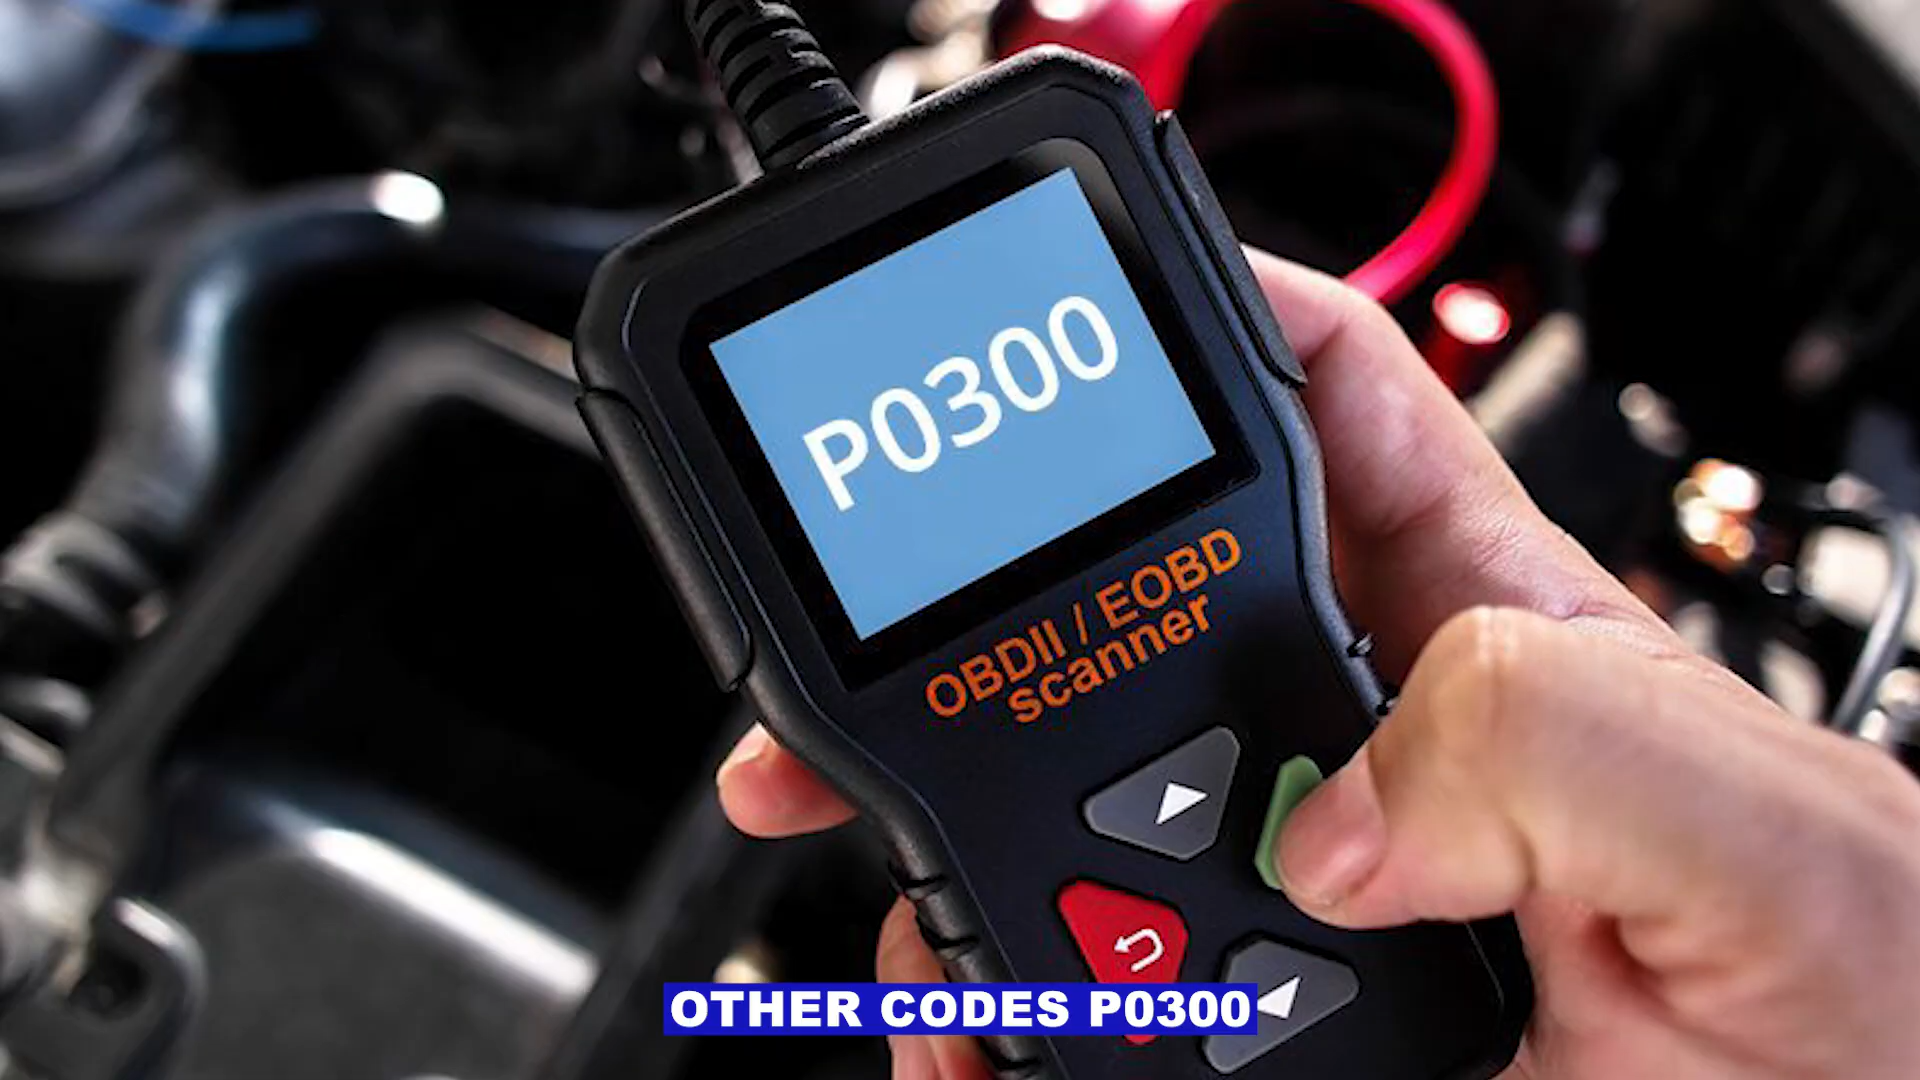 P0300
OBDII / EOBD
scanner
OTHER CODES P0300